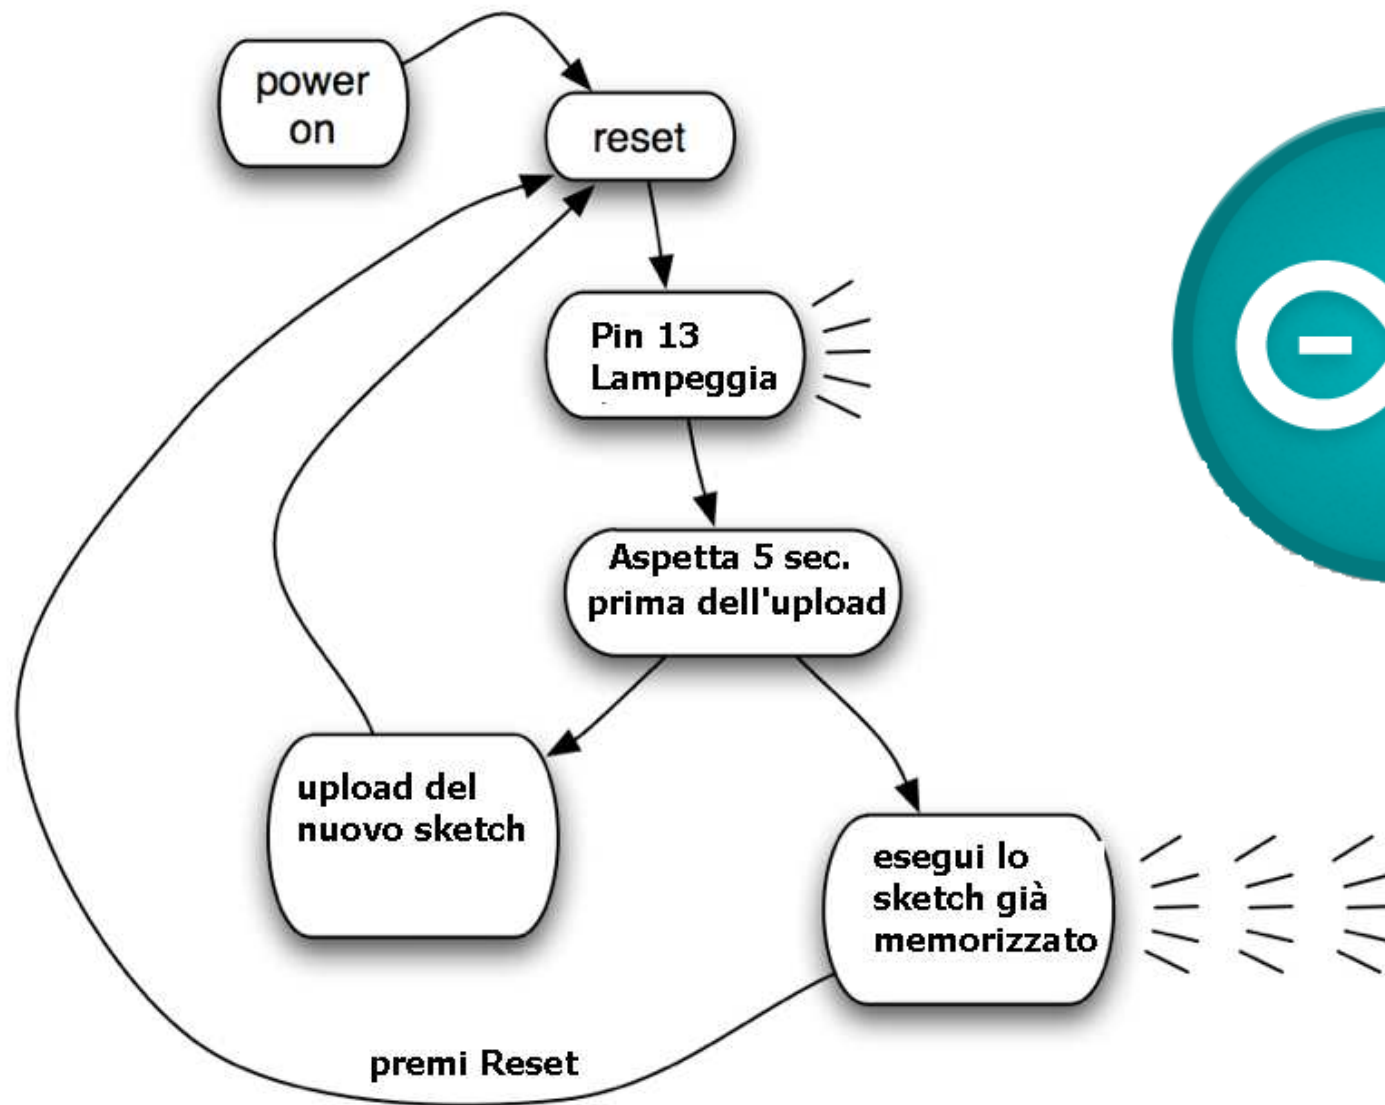 power
on
reset
Pin 13
Lampeggia
Aspetta 5 sec.
prima dell'upload
upload del
nuovo sketch
esegui lo
sketch già
memorizzato
premi Reset